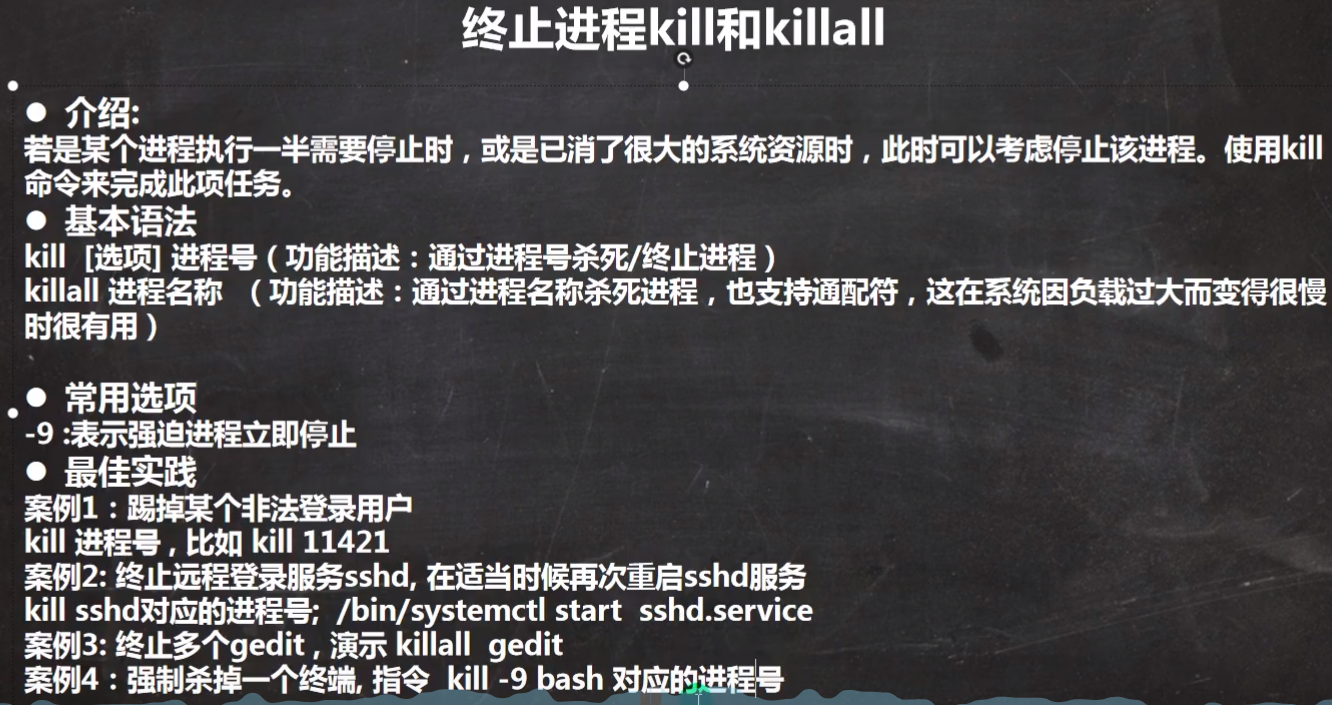 终止进程kill和killall
● 介绍:
若是某个进程执行一半需要停止时，或是已消了很大的系统资源时，此时可以考虑停止该进程。使用kill
命令来完成此项任务。
● 基本语法
kill [选项] 进程号（功能描述：通过进程号杀死/终止进程）
killall 进程名称 （功能描述：通过进程名称杀死进程，也支持通配符，这在系统因负载过大而变得很慢
时很有用）
● 常用选项
-9 :表示强迫进程立即停止
● 最佳实践
案例1：踢掉某个非法登录用户
kill 进程号 , 比如 kill 11421
案例2: 终止远程登录服务sshd, 在适当时候再次重启sshd服务
kill sshd对应的进程号; /bin/systemctl start sshd.service
案例3: 终止多个gedit , 演示 killall gedit
案例4：强制杀掉一个终端, 指令 kill -9 bash 对应的进程号